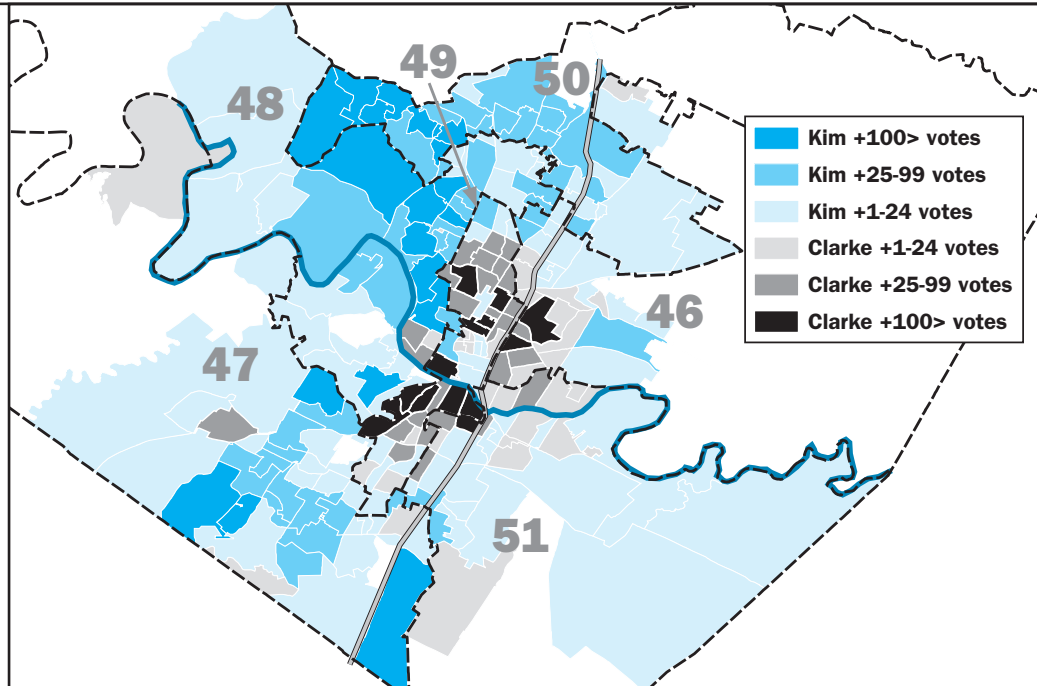 49
50
48
Kim +100> votes
Kim +25-99 votes
Kim +1-24 votes
Clarke +1-24 votes
Clarke +25-99 votes
Clarke +100> votes
46
47
51